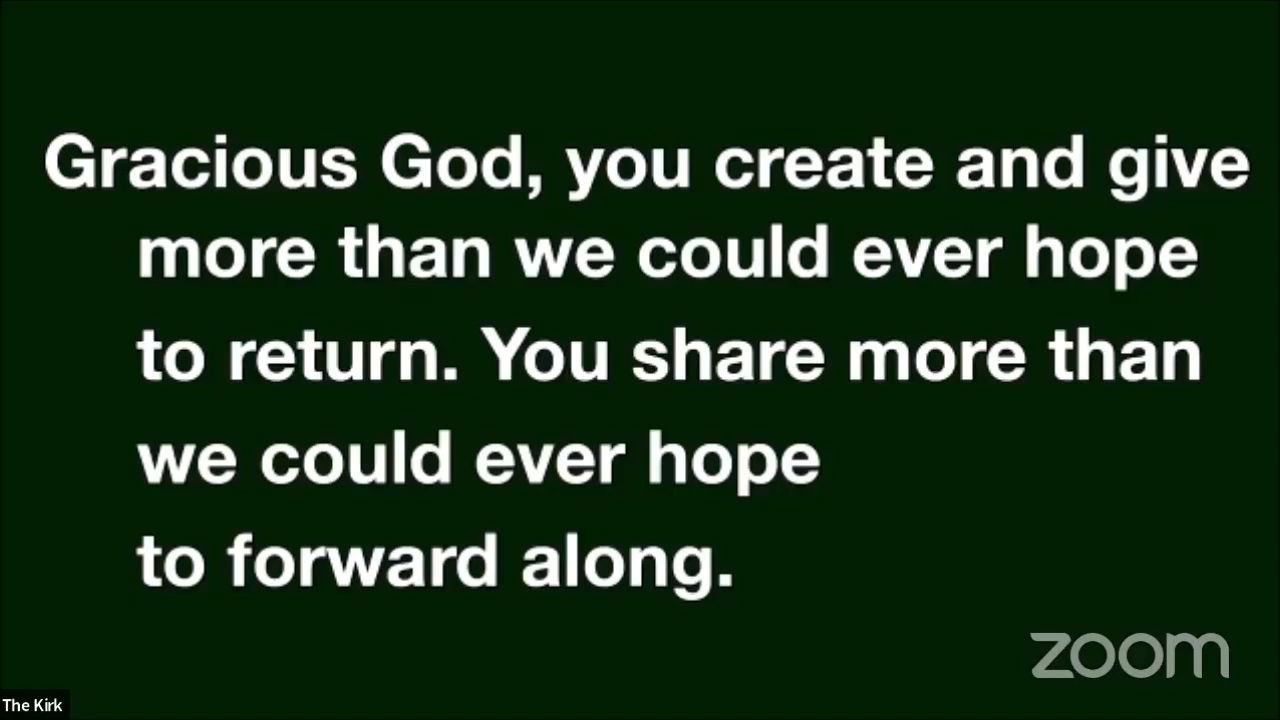 Gracious God, you create and give
more than we could ever hope
to return. You share more than
we could ever hope
to forward along.
zoom
The Kirk